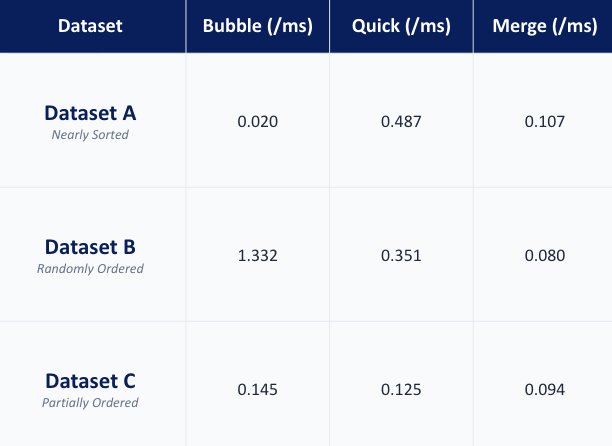 Dataset Bubble (/ms) Quick (/ms) Merge (/ms)
Dataset A
Nearly Sorted
0.020 0.487 0.107
Dataset B
Randomly Ordered
1.332 0.351 0.080
Dataset C
Partially Ordered
0.145 0.125 0.094